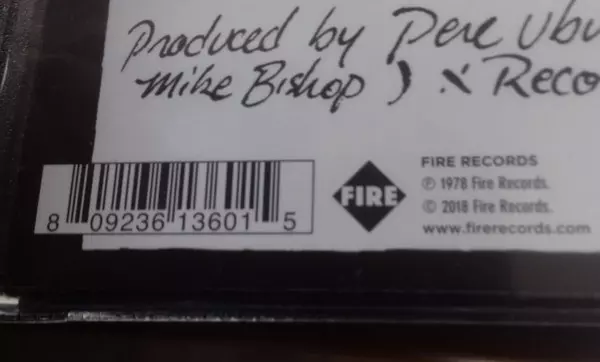 Produced by Pere Ubu
Mike Bishop ) X Reco
8 09236 13601 5
FIRE
FIRE RECORDS
℗ 1978 Fire Records.
© 2018 Fire Records.
www.firerecords.com